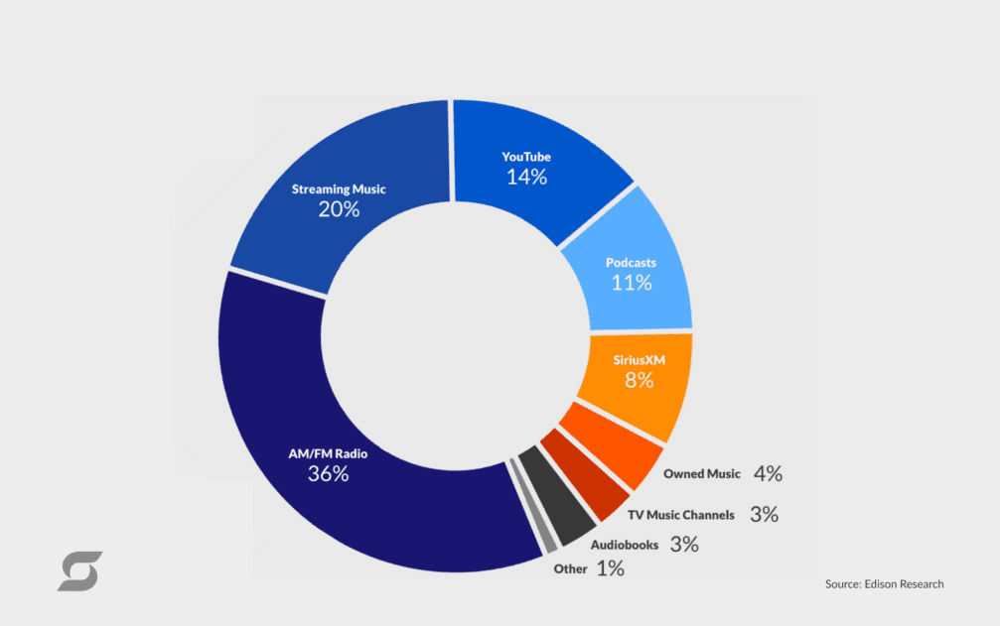 YouTube
14%
Streaming Music
20%
Podcasts
11%
SiriusXM
8%
AM/FM Radio
36%
Owned Music 4%
TV Music Channels 3%
Audiobooks 3%
Other 1%
Source: Edison Research